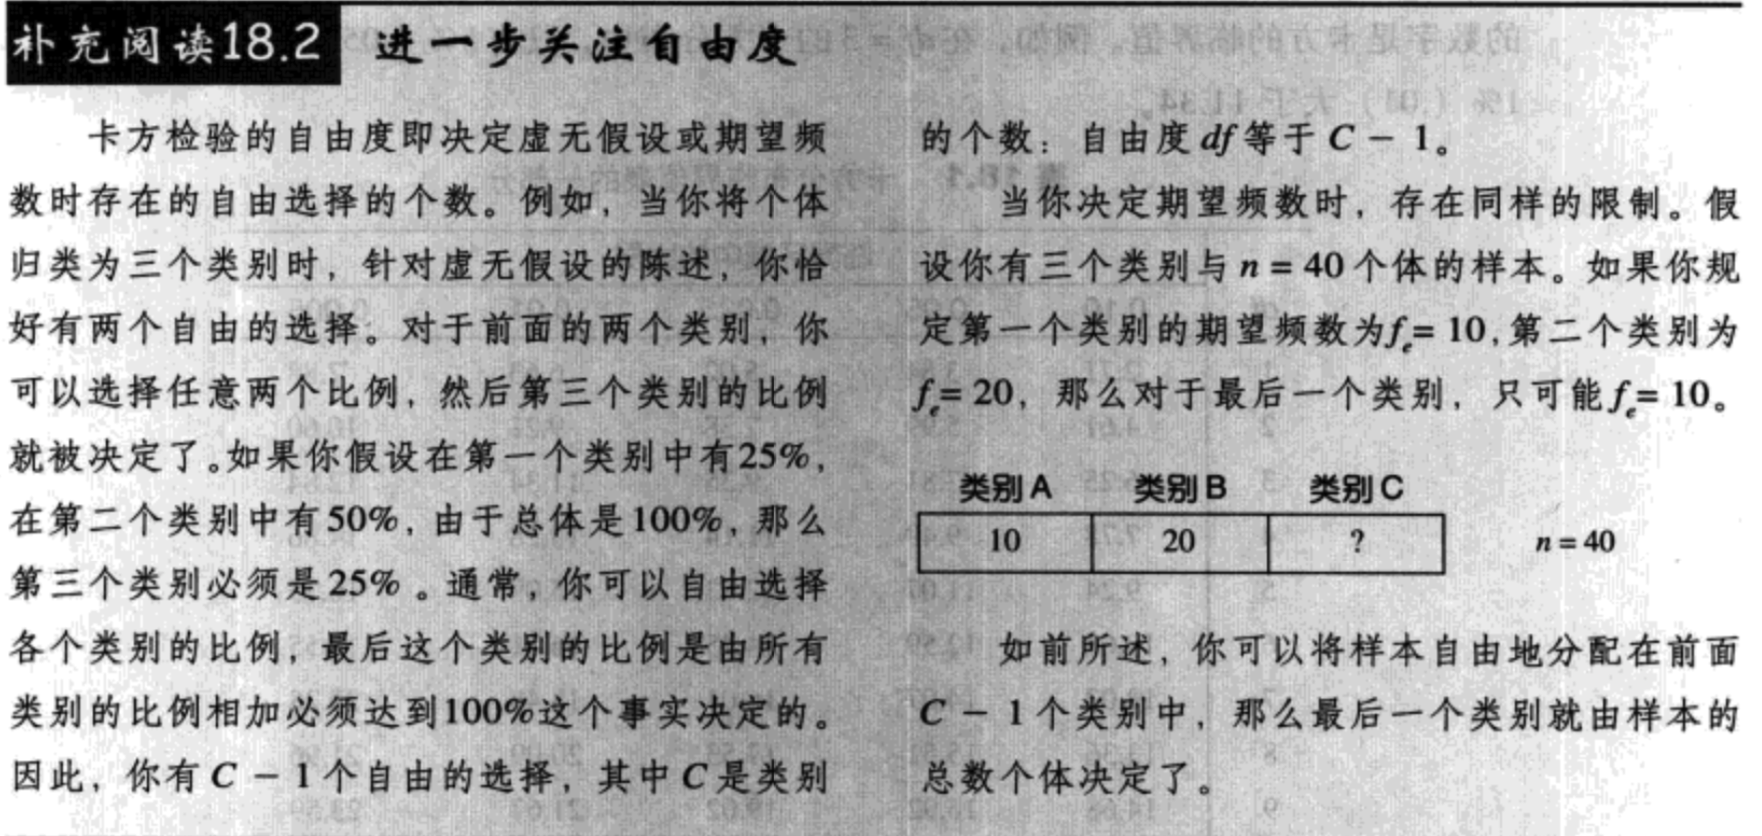 补充阅读18.2 进一步关注自由度
卡方检验的自由度即决定虚无假设或期望频
数时存在的自由选择的个数。例如，当你将个体
归类为三个类别时，针对虚无假设的陈述，你恰
好有两个自由的选择。对于前面的两个类别，你
可以选择任意两个比例，然后第三个类别的比例
就被决定了。如果你假设在第一个类别中有25%，
在第二个类别中有50%，由于总体是100%，那么
第三个类别必须是25%。通常，你可以自由选择
各个类别的比例，最后这个类别的比例是由所有
类别的比例相加必须达到100%这个事实决定的。
因此，你有C － 1个自由的选择，其中C是类别
的个数：自由度df等于C － 1。
当你决定期望频数时，存在同样的限制。假
设你有三个类别与n = 40个体的样本。如果你规
定第一个类别的期望频数为fe= 10，第二个类别为
fe= 20，那么对于最后一个类别，只可能fe= 10。
类别A 类别B 类别C
10 20 ? n = 40
如前所述，你可以将样本自由地分配在前面
C － 1个类别中，那么最后一个类别就由样本的
总数个体决定了。